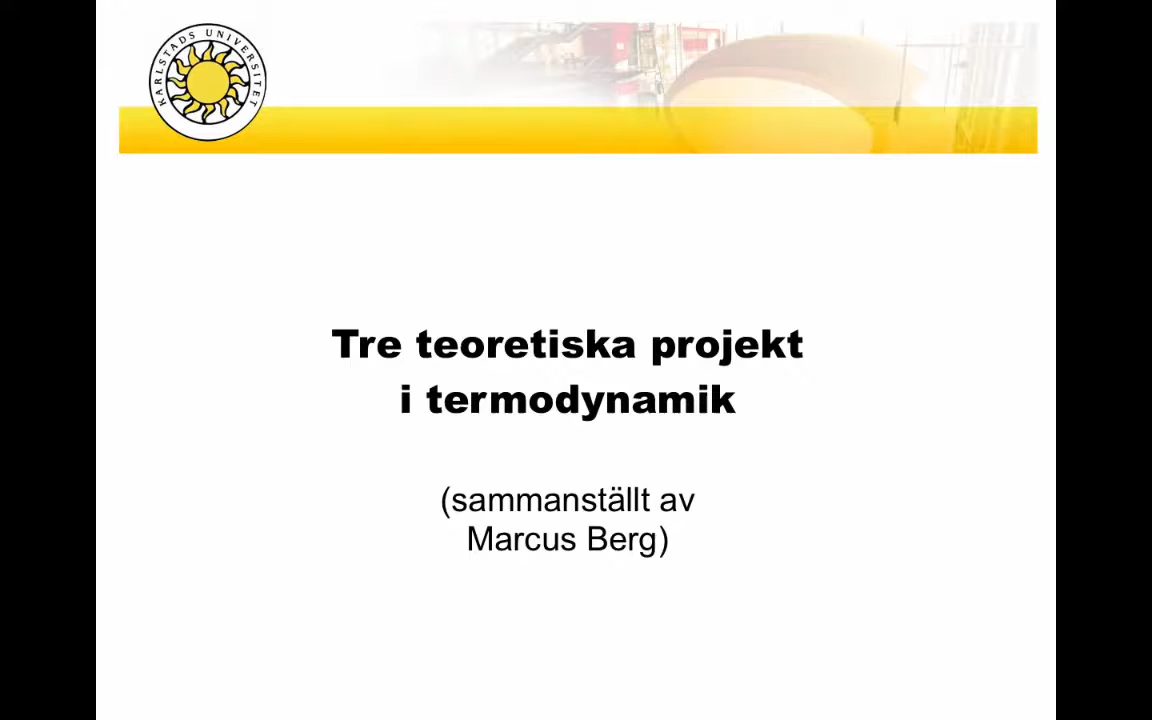 KARLSTADS UNIVERSITET
Tre teoretiska projekt
i termodynamik
(sammanställt av
Marcus Berg)